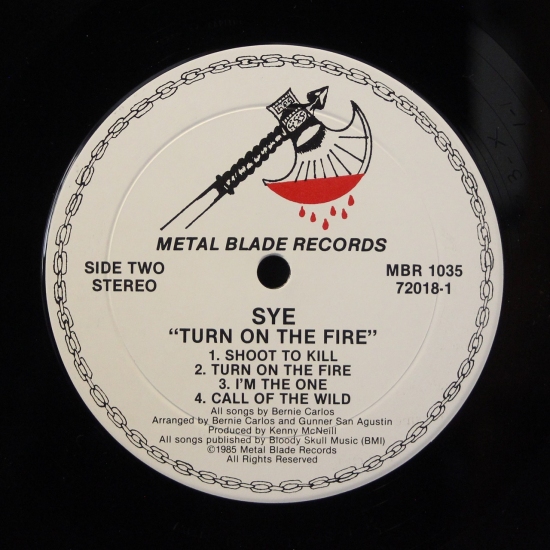 METAL BLADE RECORDS
SIDE TWO
STEREO
MBR 1035
72018-1
SYE
"TURN ON THE FIRE"
1. SHOOT TO KILL
2. TURN ON THE FIRE
3. I'M THE ONE
4. CALL OF THE WILD
All songs by Bernie Carlos
Arranged by Bernie Carlos and Gunner San Agustin
Produced by Kenny McNeill
All songs published by Bloody Skull Music (BMI)
©1985 Metal Blade Records
All Rights Reserved